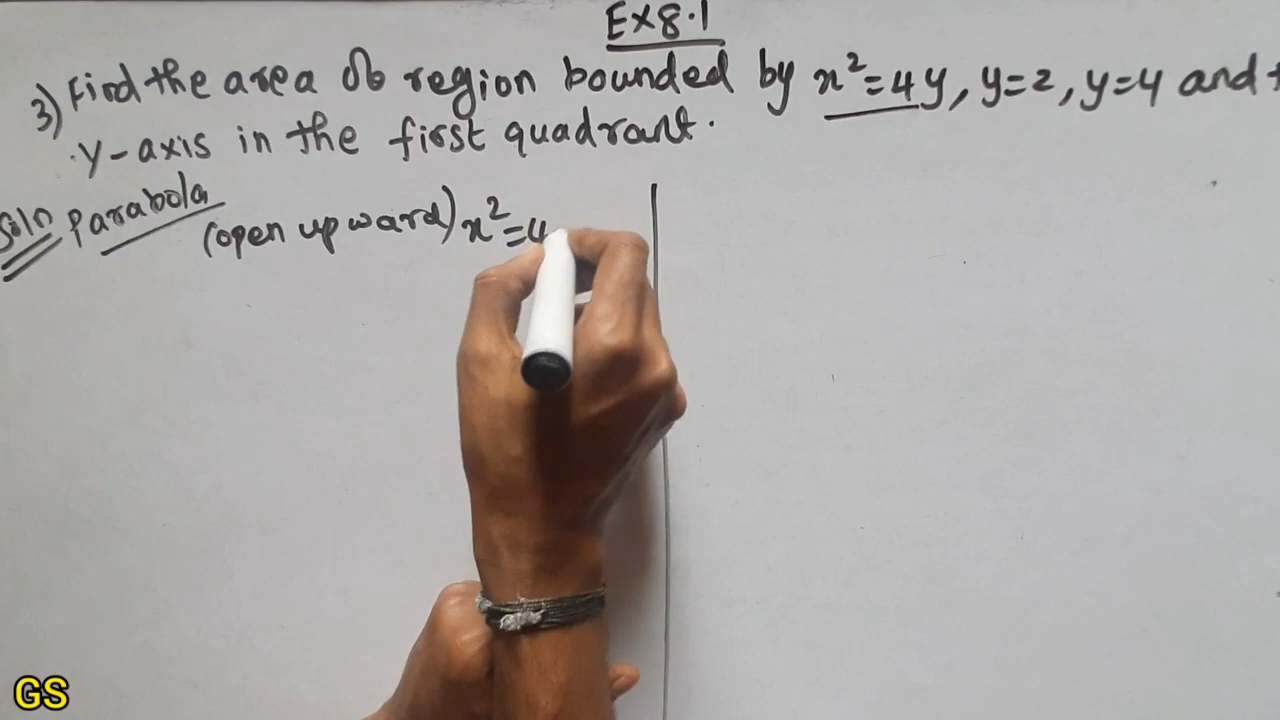 EX8.1
3) Find the area of region bounded by x²=4y, y=2, y=4 and
y-axis in the first quadrant.
Soln Parabola
(open upward) x²=4
GS